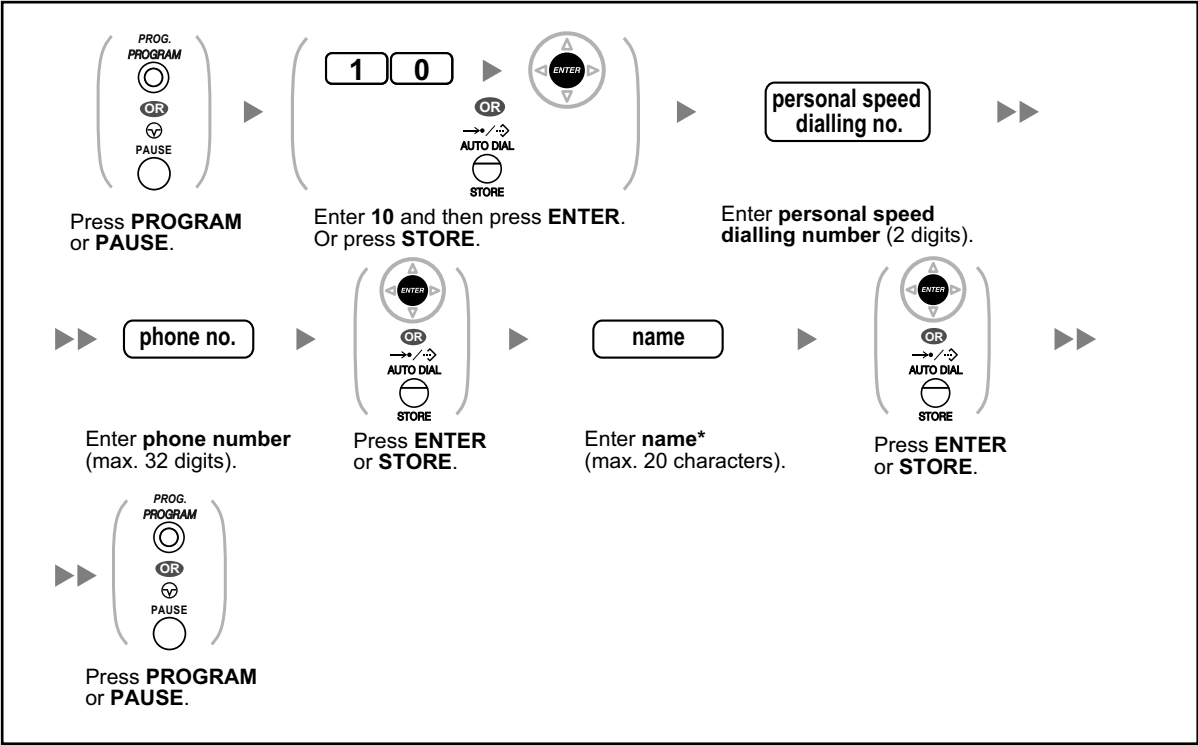 PROG.
PROGRAM
OR
PAUSE
Press PROGRAM
or PAUSE.
1 0
ENTER
OR
AUTO DIAL
STORE
Enter 10 and then press ENTER.
Or press STORE.
personal speed
dialling no.
Enter personal speed
dialling number (2 digits).
phone no.
Enter phone number
(max. 32 digits).
ENTER
OR
AUTO DIAL
STORE
Press ENTER
or STORE.
name
Enter name*
(max. 20 characters).
ENTER
OR
AUTO DIAL
STORE
Press ENTER
or STORE.
PROG.
PROGRAM
OR
PAUSE
Press PROGRAM
or PAUSE.